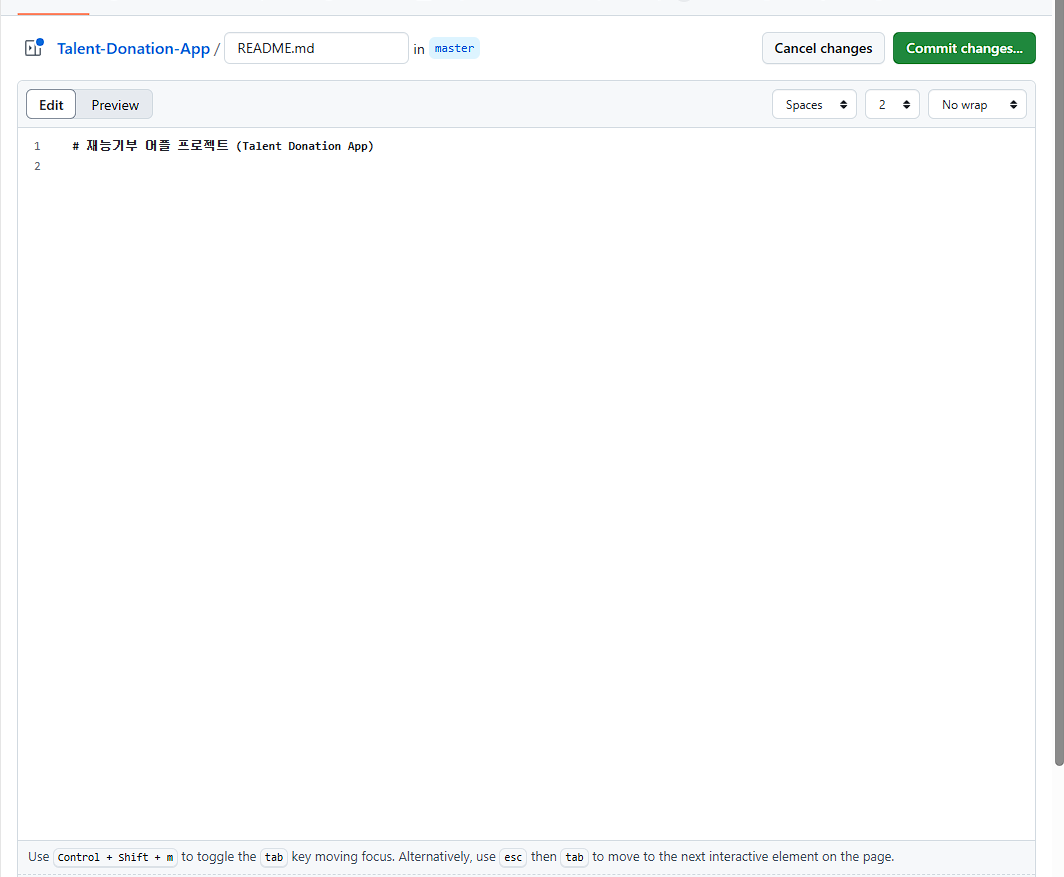 Talent-Donation-App / README.md in master Cancel changes Commit changes...
Edit Preview Spaces 2 No wrap
1 # 재능기부 어플 프로젝트 (Talent Donation App)
2
Use Control + Shift + m to toggle the tab key moving focus. Alternatively, use esc then tab to move to the next interactive element on the page.